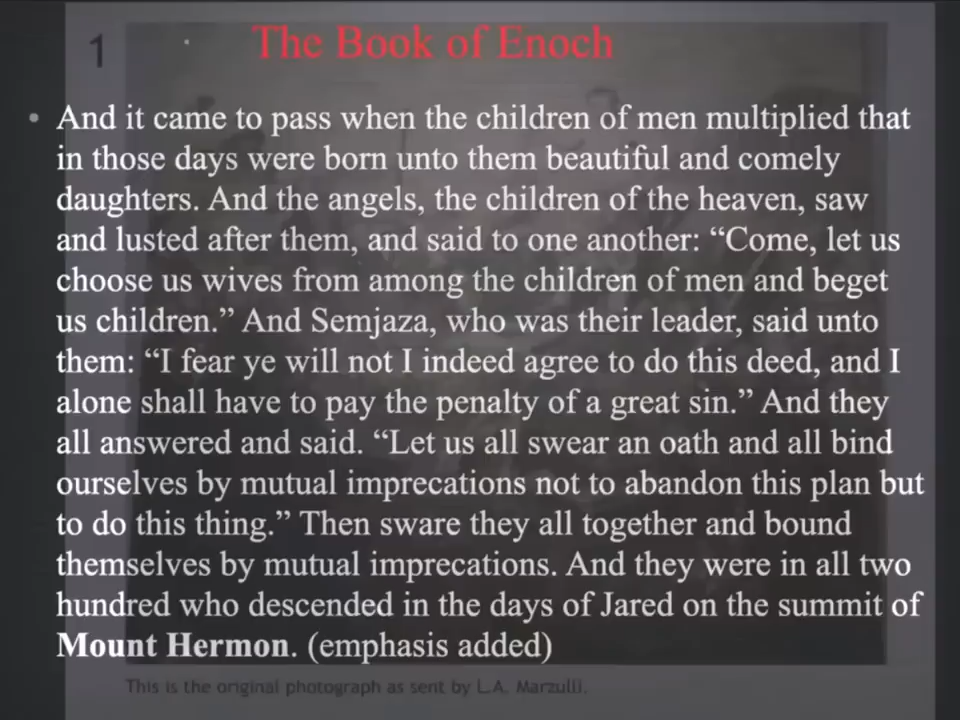 1
The Book of Enoch
• And it came to pass when the children of men multiplied that
in those days were born unto them beautiful and comely
daughters. And the angels, the children of the heaven, saw
and lusted after them, and said to one another: “Come, let us
choose us wives from among the children of men and beget
us children.” And Semjaza, who was their leader, said unto
them: “I fear ye will not I indeed agree to do this deed, and I
alone shall have to pay the penalty of a great sin.” And they
all answered and said. “Let us all swear an oath and all bind
ourselves by mutual imprecations not to abandon this plan but
to do this thing.” Then sware they all together and bound
themselves by mutual imprecations. And they were in all two
hundred who descended in the days of Jared on the summit of
Mount Hermon. (emphasis added)
This is the original photograph as sent by L.A. Marzulli.